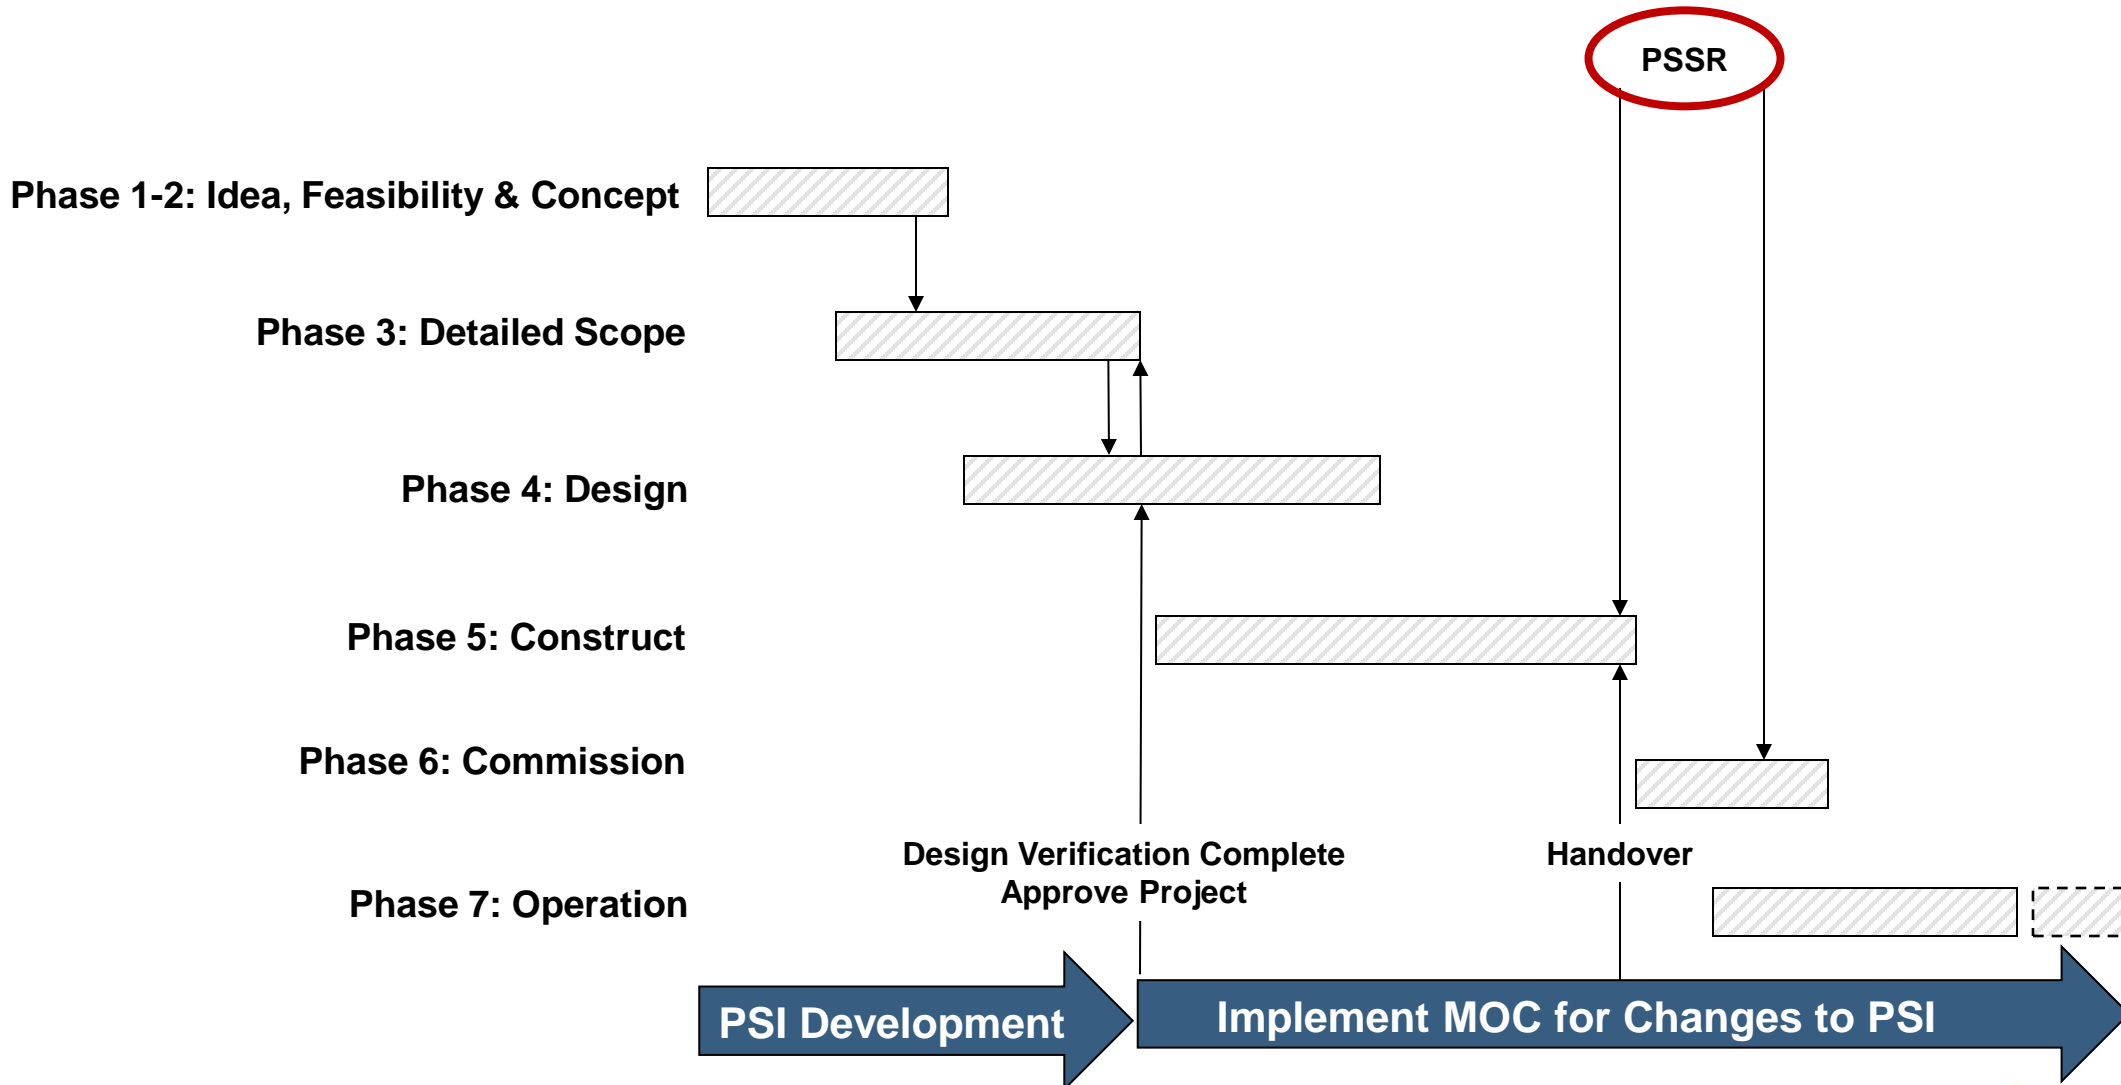 PSSR
Phase 1-2: Idea, Feasibility & Concept
Phase 3: Detailed Scope
Phase 4: Design
Phase 5: Construct
Phase 6: Commission
Design Verification Complete
Approve Project
Handover
Phase 7: Operation
PSI Development
Implement MOC for Changes to PSI